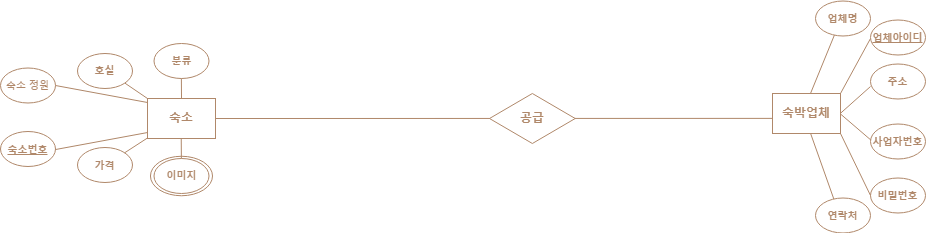 업체명
업체아이디
분류
호실
숙소 정원
주소
숙소
공급
숙박업체
사업자번호
숙소번호
가격
이미지
비밀번호
연락처